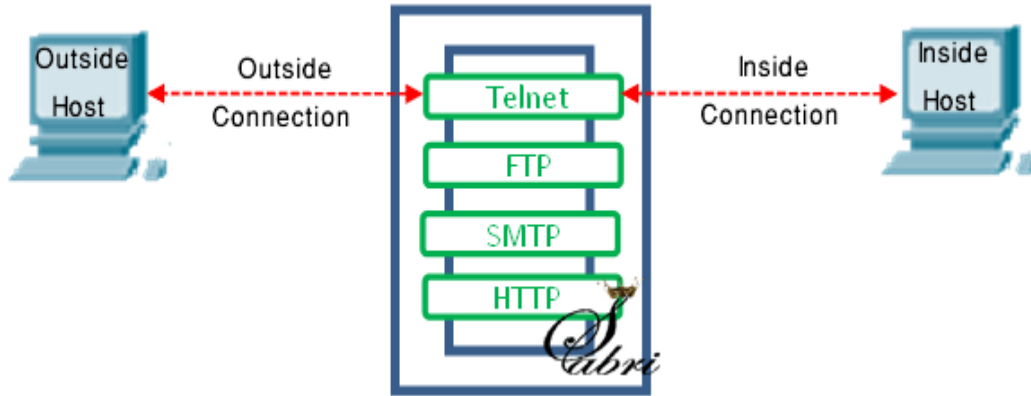 Outside
Host
Outside
Connection
Telnet
FTP
SMTP
HTTP
Inside
Connection
Inside
Host
Sabri